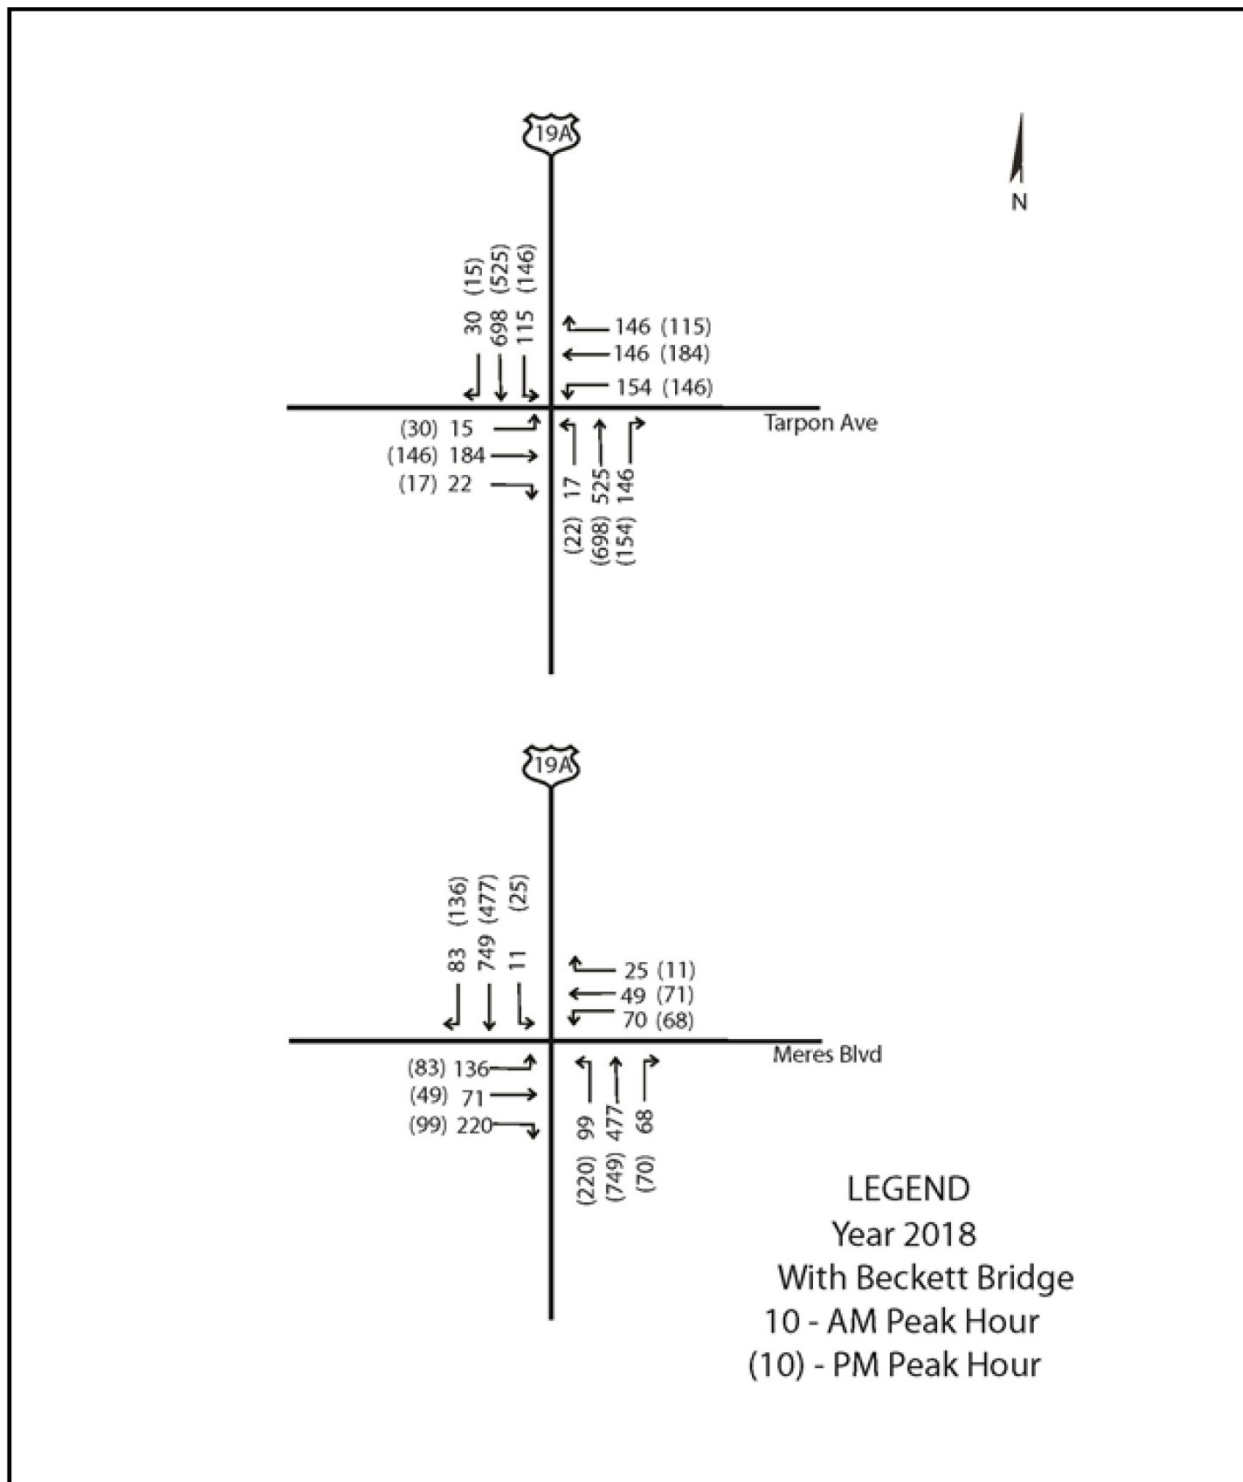 19A
N
30 (15)
698 (525)
115 (146)
146 (115)
146 (184)
154 (146)
Tarpon Ave
(30) 15
(146) 184
(17) 22
(22) 17
(698) 525
(154) 146
19A
83 (136)
749 (477)
11 (25)
25 (11)
49 (71)
70 (68)
Meres Blvd
(83) 136
(49) 71
(99) 220
(220) 99
(749) 477
(70) 68
LEGEND
Year 2018
With Beckett Bridge
10 - AM Peak Hour
(10) - PM Peak Hour